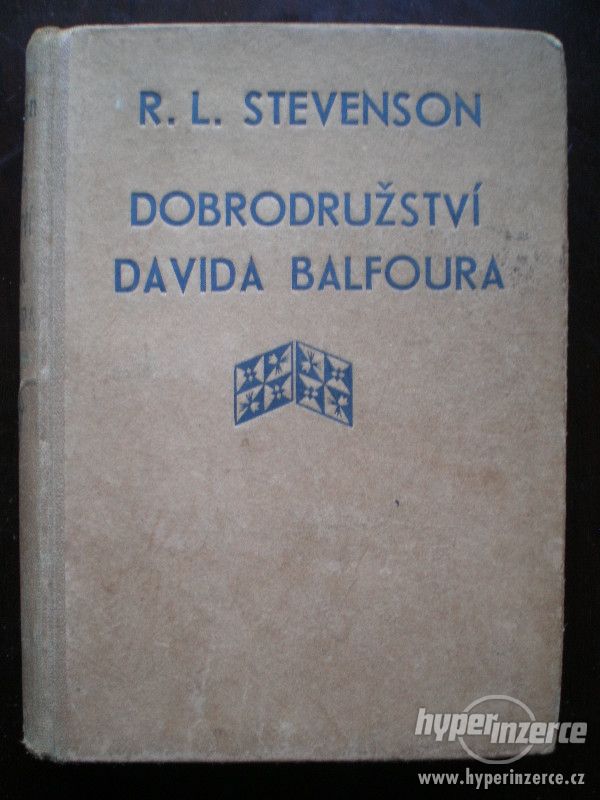 R. L. STEVENSON
DOBRODRUŽSTVÍ
DAVIDA BALFOURA
hyperinzerce
www.hyperinzerce.cz